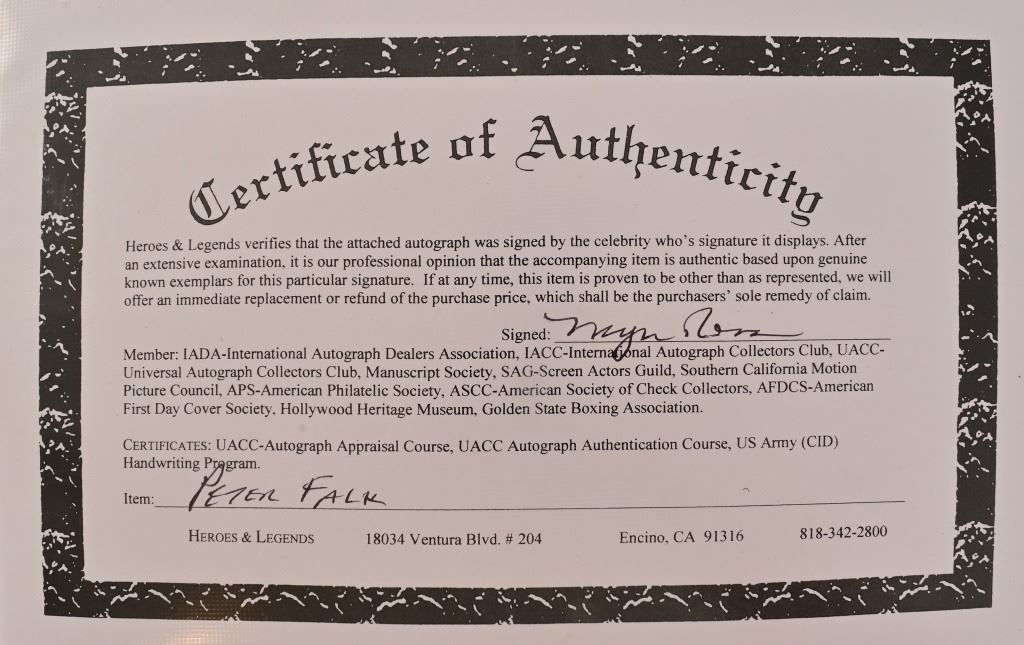 Certificate of Authenticity
Heroes & Legends verifies that the attached autograph was signed by the celebrity who's signature it displays. After
an extensive examination, it is our professional opinion that the accompanying item is authentic based upon genuine
known exemplars for this particular signature. If at any time, this item is proven to be other than as represented, we will
offer an immediate replacement or refund of the purchase price, which shall be the purchasers' sole remedy of claim.
Signed:
Member: IADA-International Autograph Dealers Association, IACC-International Autograph Collectors Club, UACC-
Universal Autograph Collectors Club, Manuscript Society, SAG-Screen Actors Guild, Southern California Motion
Picture Council, APS-American Philatelic Society, ASCC-American Society of Check Collectors, AFDCS-American
First Day Cover Society, Hollywood Heritage Museum, Golden State Boxing Association.
CERTIFICATES: UACC-Autograph Appraisal Course, UACC Autograph Authentication Course, US Army (CID)
Handwriting Program.
Item: PETER FALK
HEROES & LEGENDS 18034 Ventura Blvd. # 204 Encino, CA 91316 818-342-2800